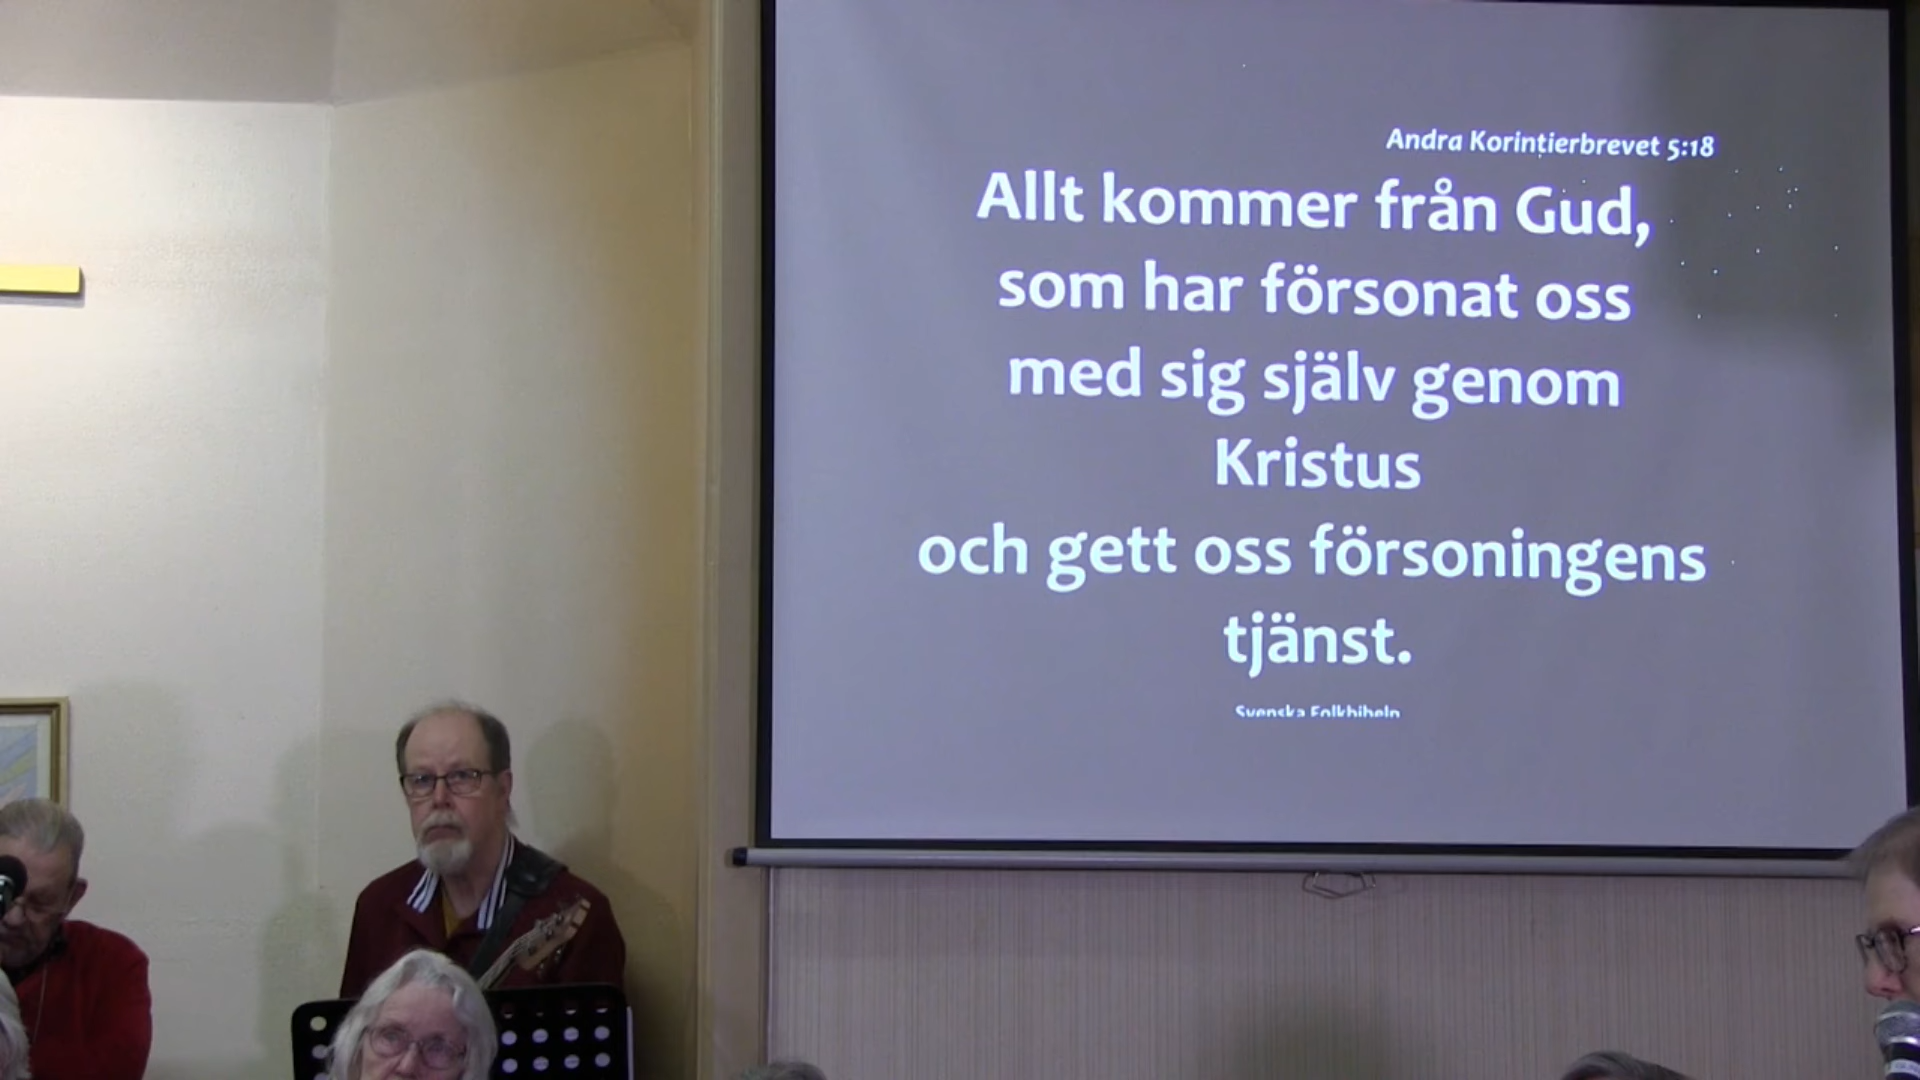 Andra Korintierbrevet 5:18
Allt kommer från Gud,
som har försonat oss
med sig själv genom
Kristus
och gett oss försoningens
tjänst.
Svenska Folkbibeln